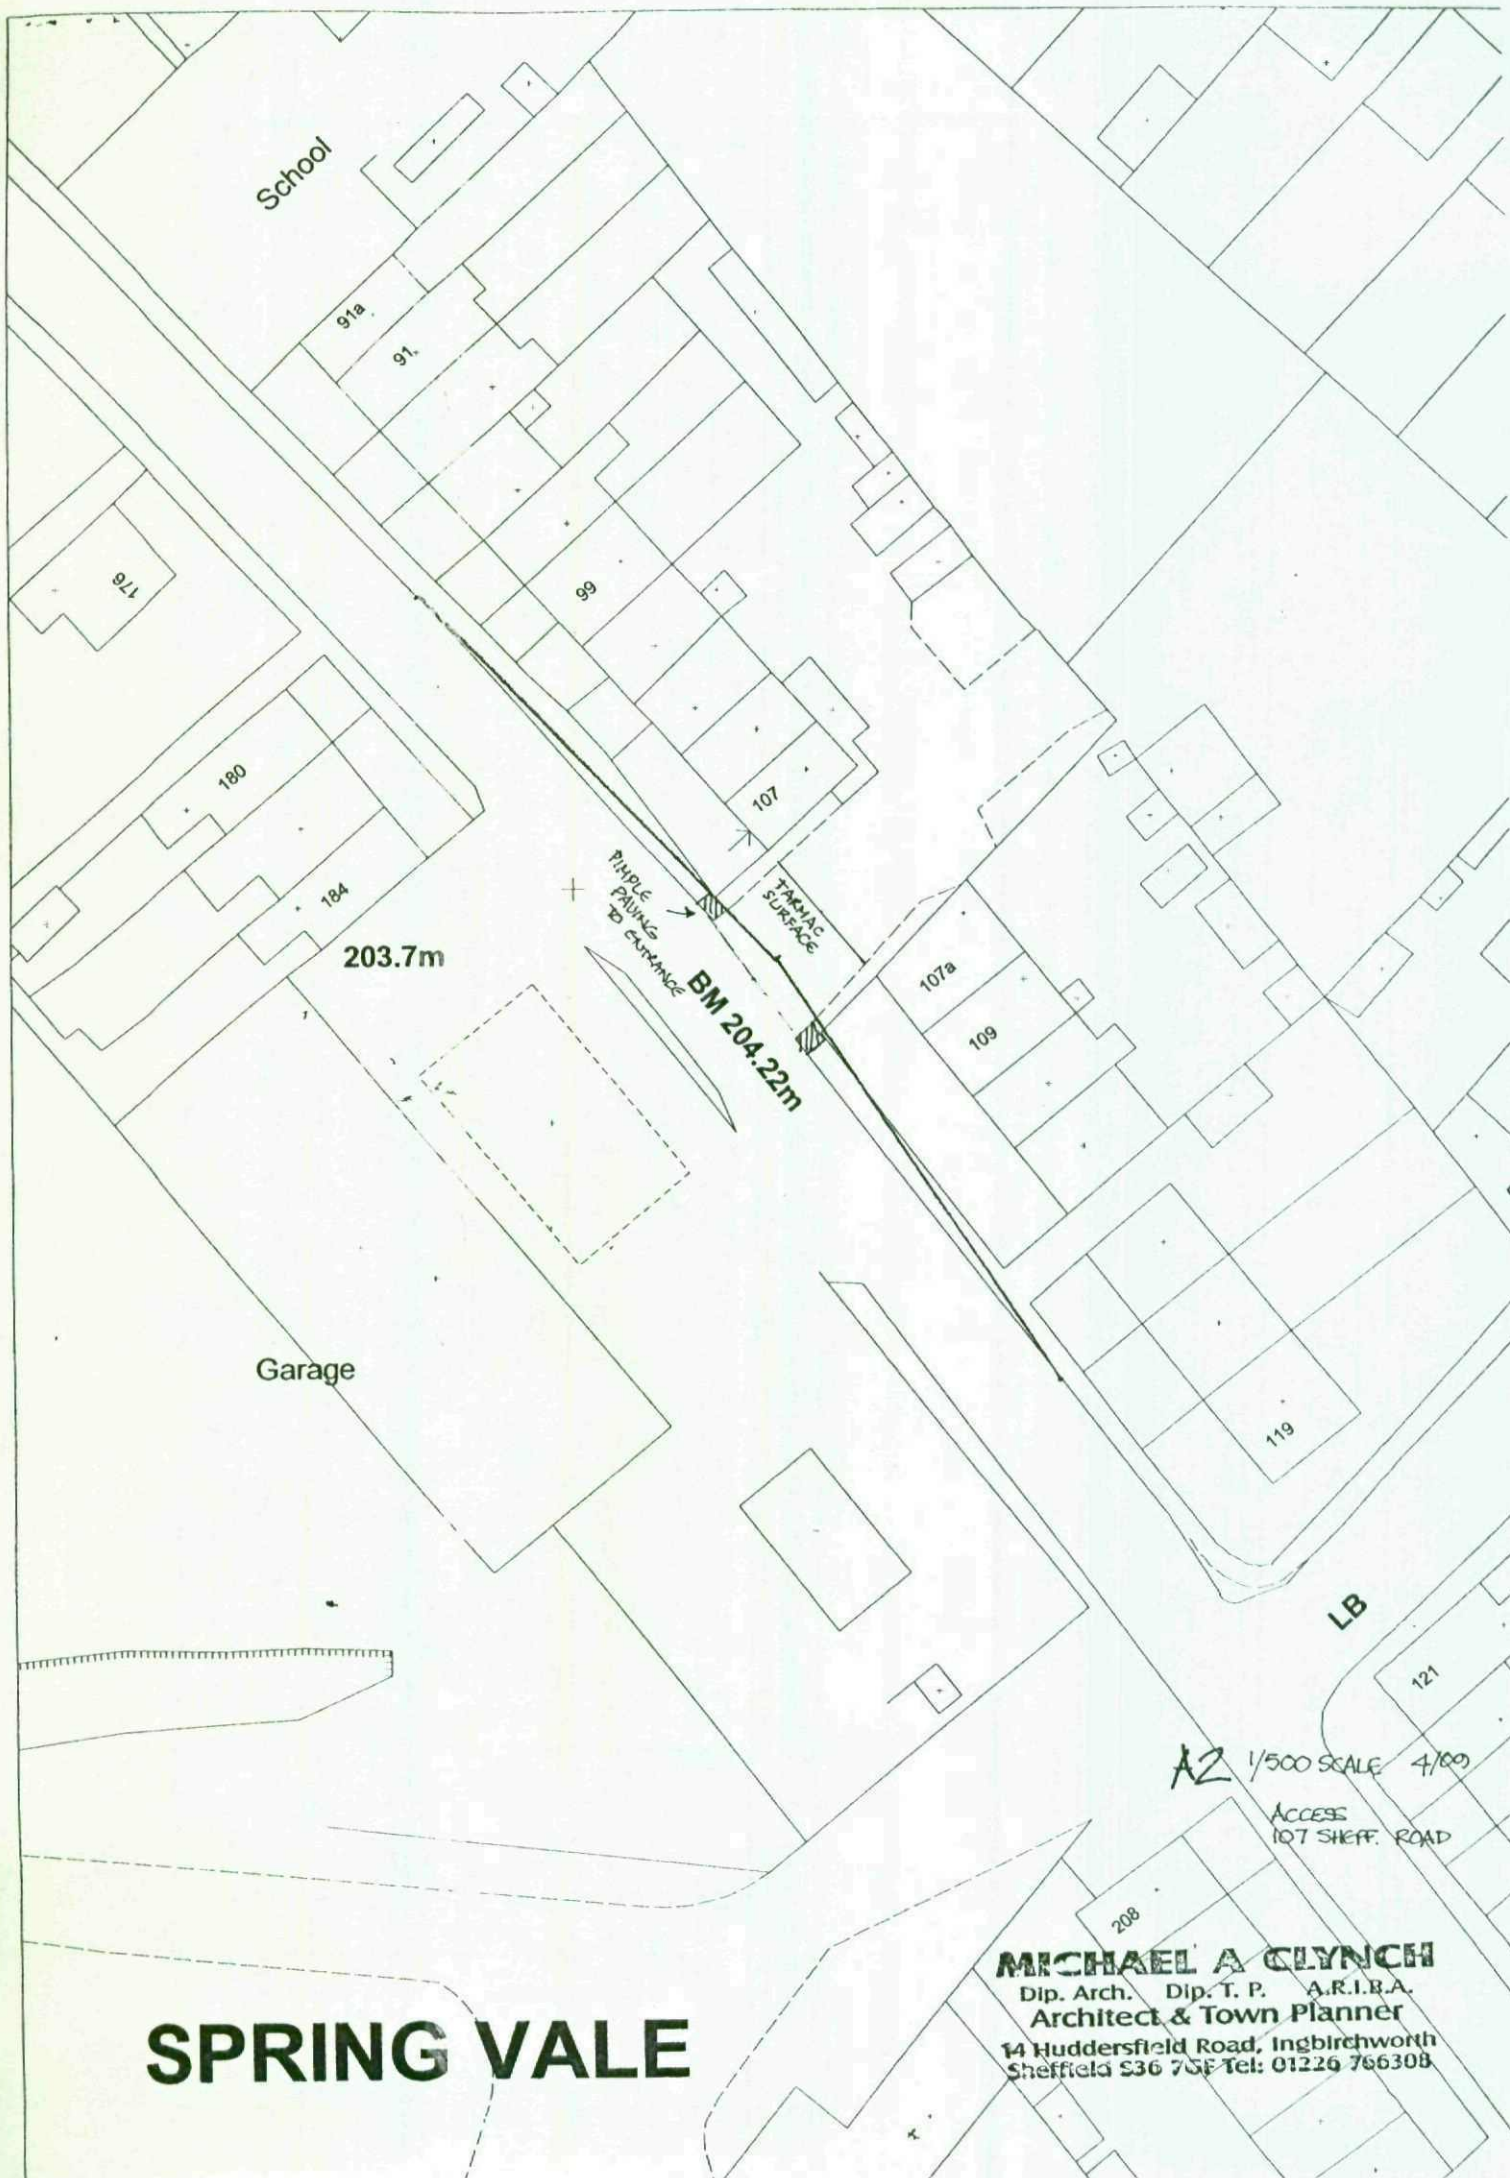 School
91a
91
176
99
180
107
184
PIMPLE
PAVING
TO ENTRANCE
TARMAC
SURFACE
203.7m
BM 204.22m
107a
109
Garage
119
LB
121
A2 1/500 SCALE 4/09
ACCESS
107 SHEFF. ROAD
208
MICHAEL A CLYNCH
Dip. Arch. Dip. T. P. A.R.I.B.A.
Architect & Town Planner
14 Huddersfield Road, Ingbirchworth
Sheffield S36 Tel: 01226 766308
SPRING VALE